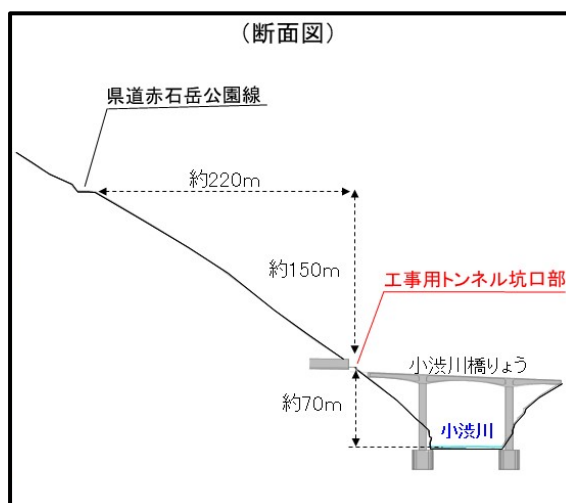 (断面図)
県道赤石岳公園線
約220m
約150m
工事用トンネル坑口部
小渋川橋りょう
約70m
小渋川